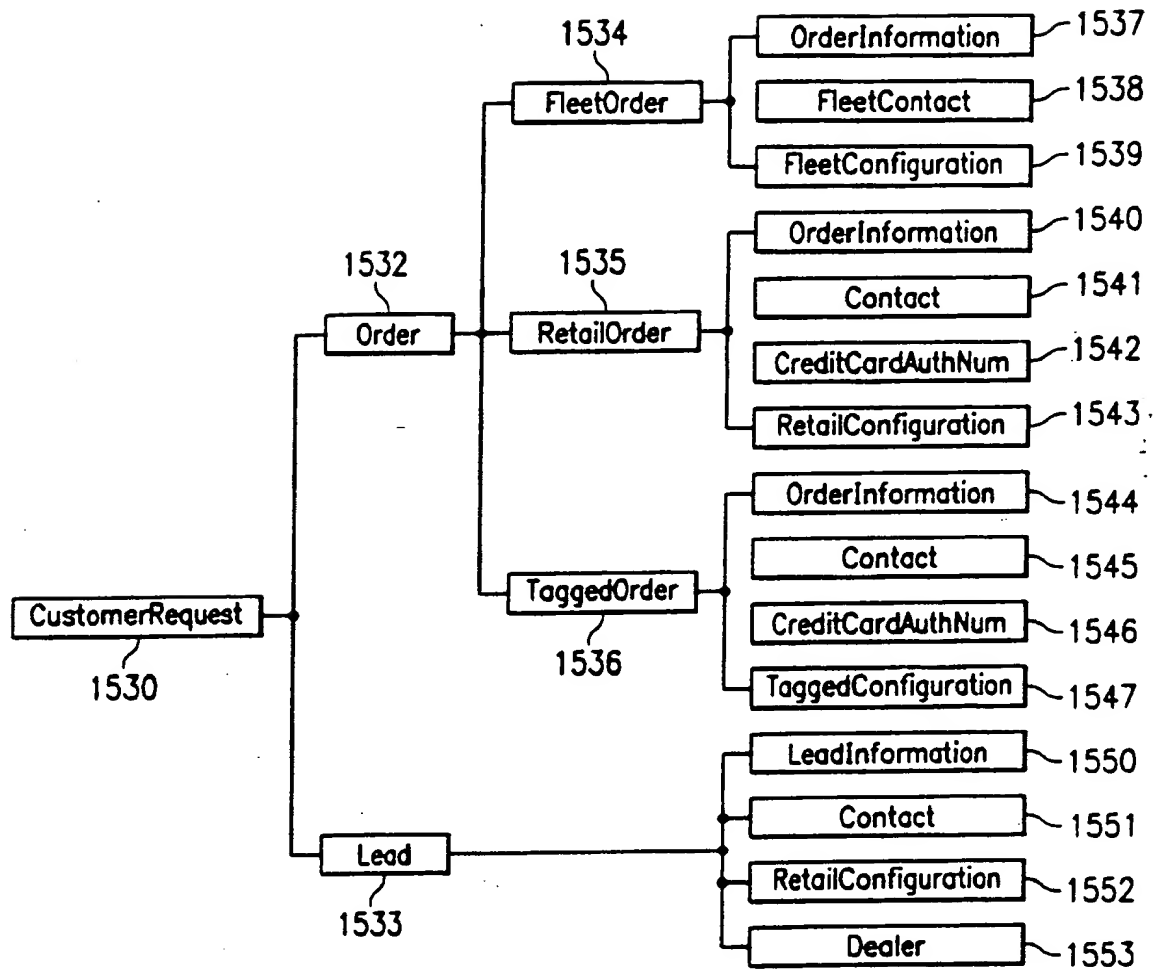 1534
OrderInformation 1537
FleetOrder
FleetContact 1538
FleetConfiguration 1539
OrderInformation 1540
1532
1535
Contact 1541
Order
RetailOrder
CreditCardAuthNum 1542
RetailConfiguration 1543
OrderInformation 1544
Contact 1545
TaggedOrder
CustomerRequest
CreditCardAuthNum 1546
1536
1530
TaggedConfiguration 1547
LeadInformation 1550
Contact 1551
Lead
RetailConfiguration 1552
1533
Dealer 1553